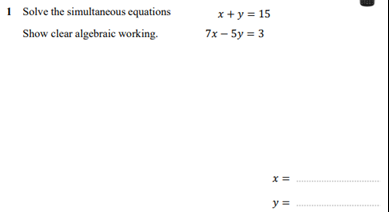 1 Solve the simultaneous equations x + y = 15
Show clear algebraic working. 7x − 5y = 3
x = ........................
y = ........................